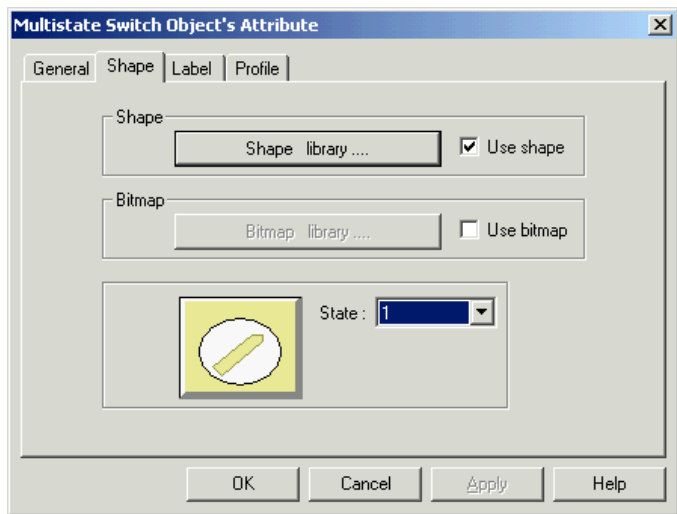 Multistate Switch Object's Attribute
General Shape Label Profile
Shape
Shape library .... Use shape
Bitmap
Bitmap library .... Use bitmap
State : 1
OK Cancel Apply Help